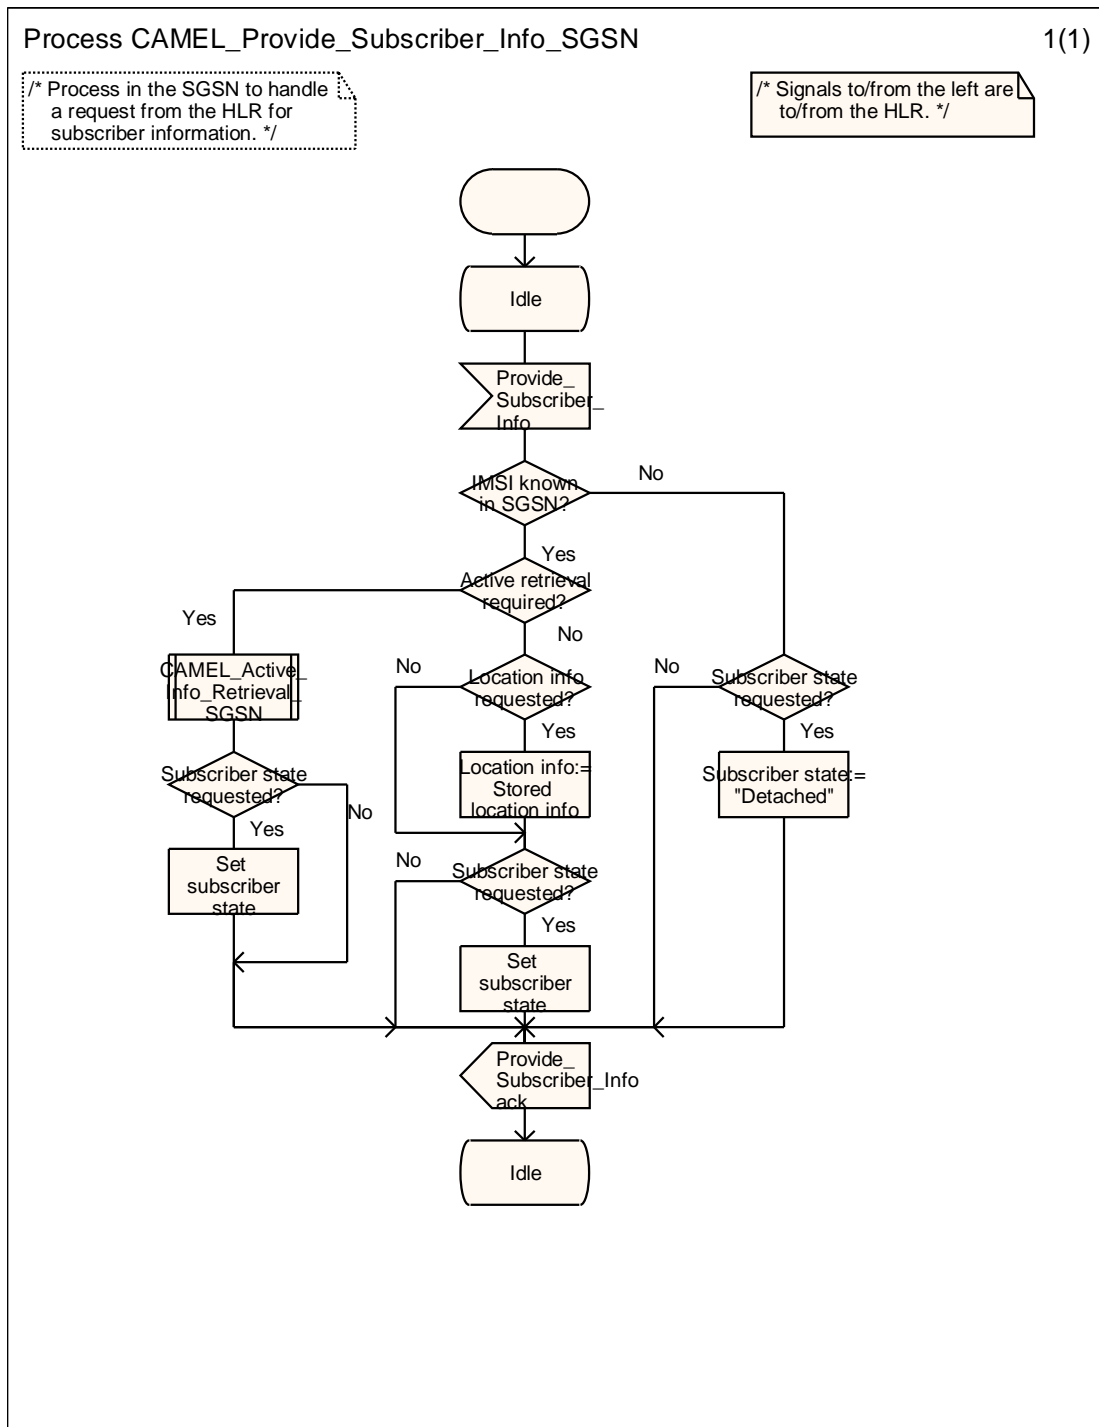 Process CAMEL_Provide_Subscriber_Info_SGSN
1(1)
/* Process in the SGSN to handle
a request from the HLR for
subscriber information. */
/* Signals to/from the left are
to/from the HLR. */
Idle
Provide_
Subscriber_
Info
IMSI known
in SGSN?
No
Yes
Active retrieval
required?
Yes
No
CAMEL_Active_
Info_Retrieval_
SGSN
No
Location info
requested?
No
Subscriber state
requested?
Yes
Yes
Subscriber state
requested?
Location info:=
Stored
location info
Subscriber state:=
"Detached"
No
Yes
Set
subscriber
state
No
Subscriber state
requested?
Yes
Set
subscriber
state
Provide_
Subscriber_Info
ack
Idle